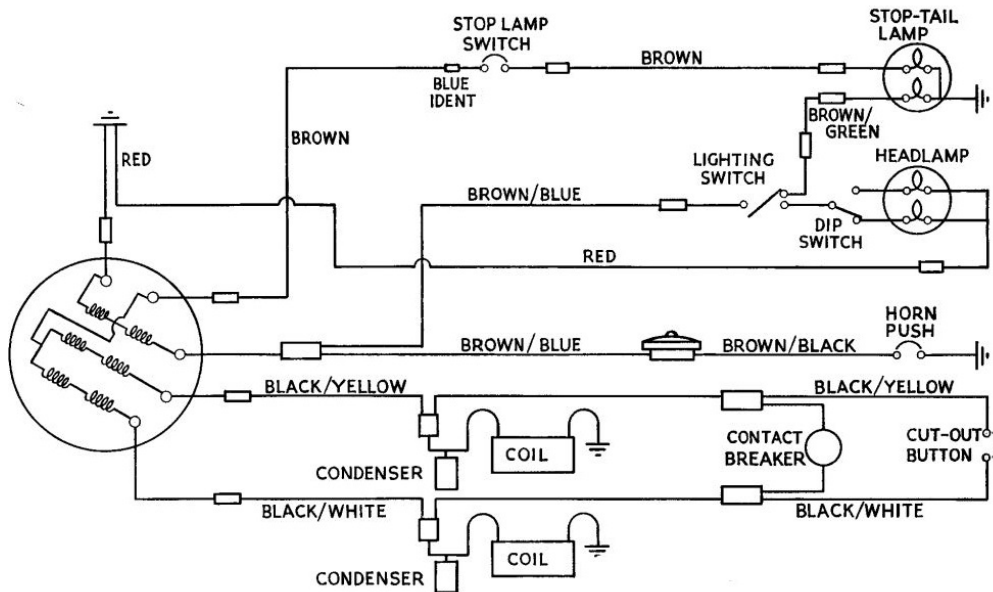 STOP LAMP
SWITCH
STOP-TAIL
LAMP
BROWN
BLUE
IDENT
BROWN/
GREEN
BROWN
RED
LIGHTING
SWITCH
HEADLAMP
BROWN/BLUE
DIP
SWITCH
RED
HORN
PUSH
BROWN/BLUE
BROWN/BLACK
BLACK/YELLOW
BLACK/YELLOW
CONTACT
BREAKER
CUT-OUT
BUTTON
COIL
CONDENSER
BLACK/WHITE
BLACK/WHITE
COIL
CONDENSER